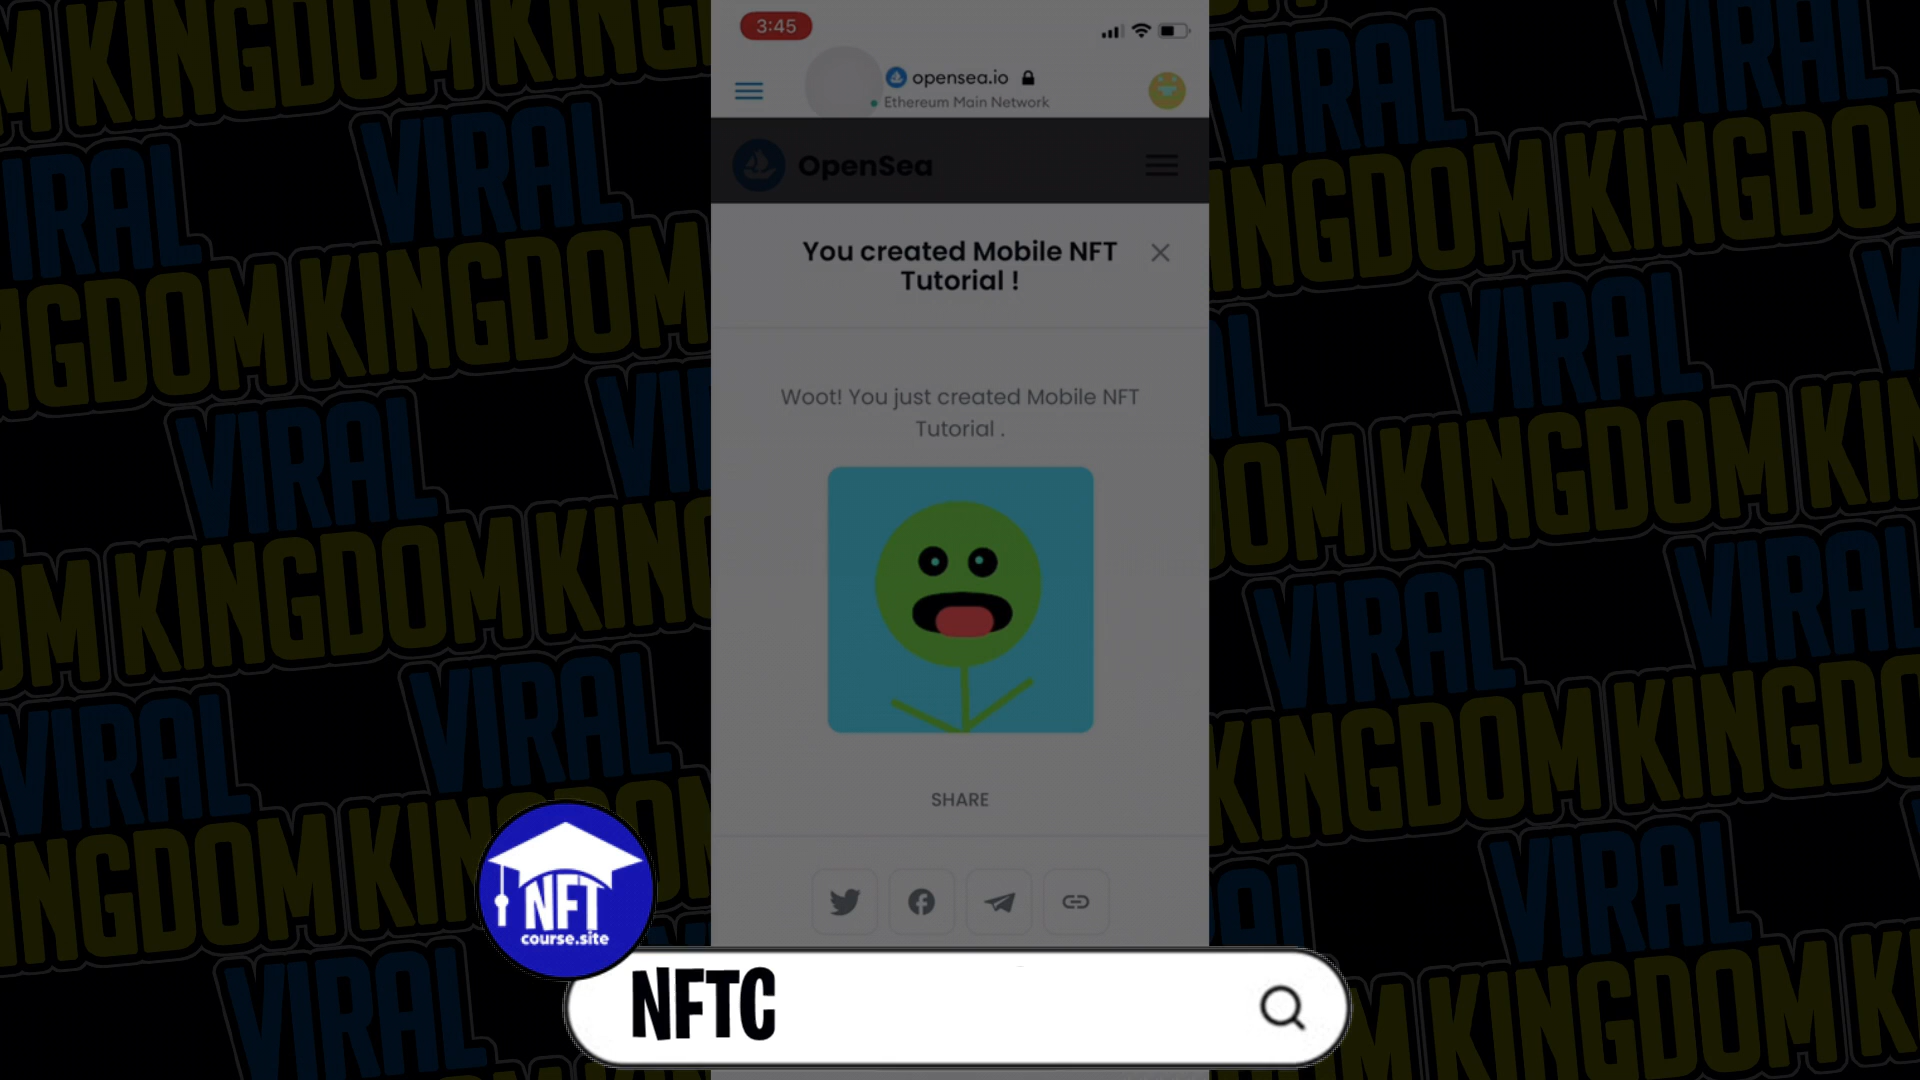 3:45
opensea.io
Ethereum Main Network
OpenSea
You created Mobile NFT
Tutorial !
Woot! You just created Mobile NFT
Tutorial .
SHARE
NFT
course.site
NFTC
VIRAL
KINGDOM